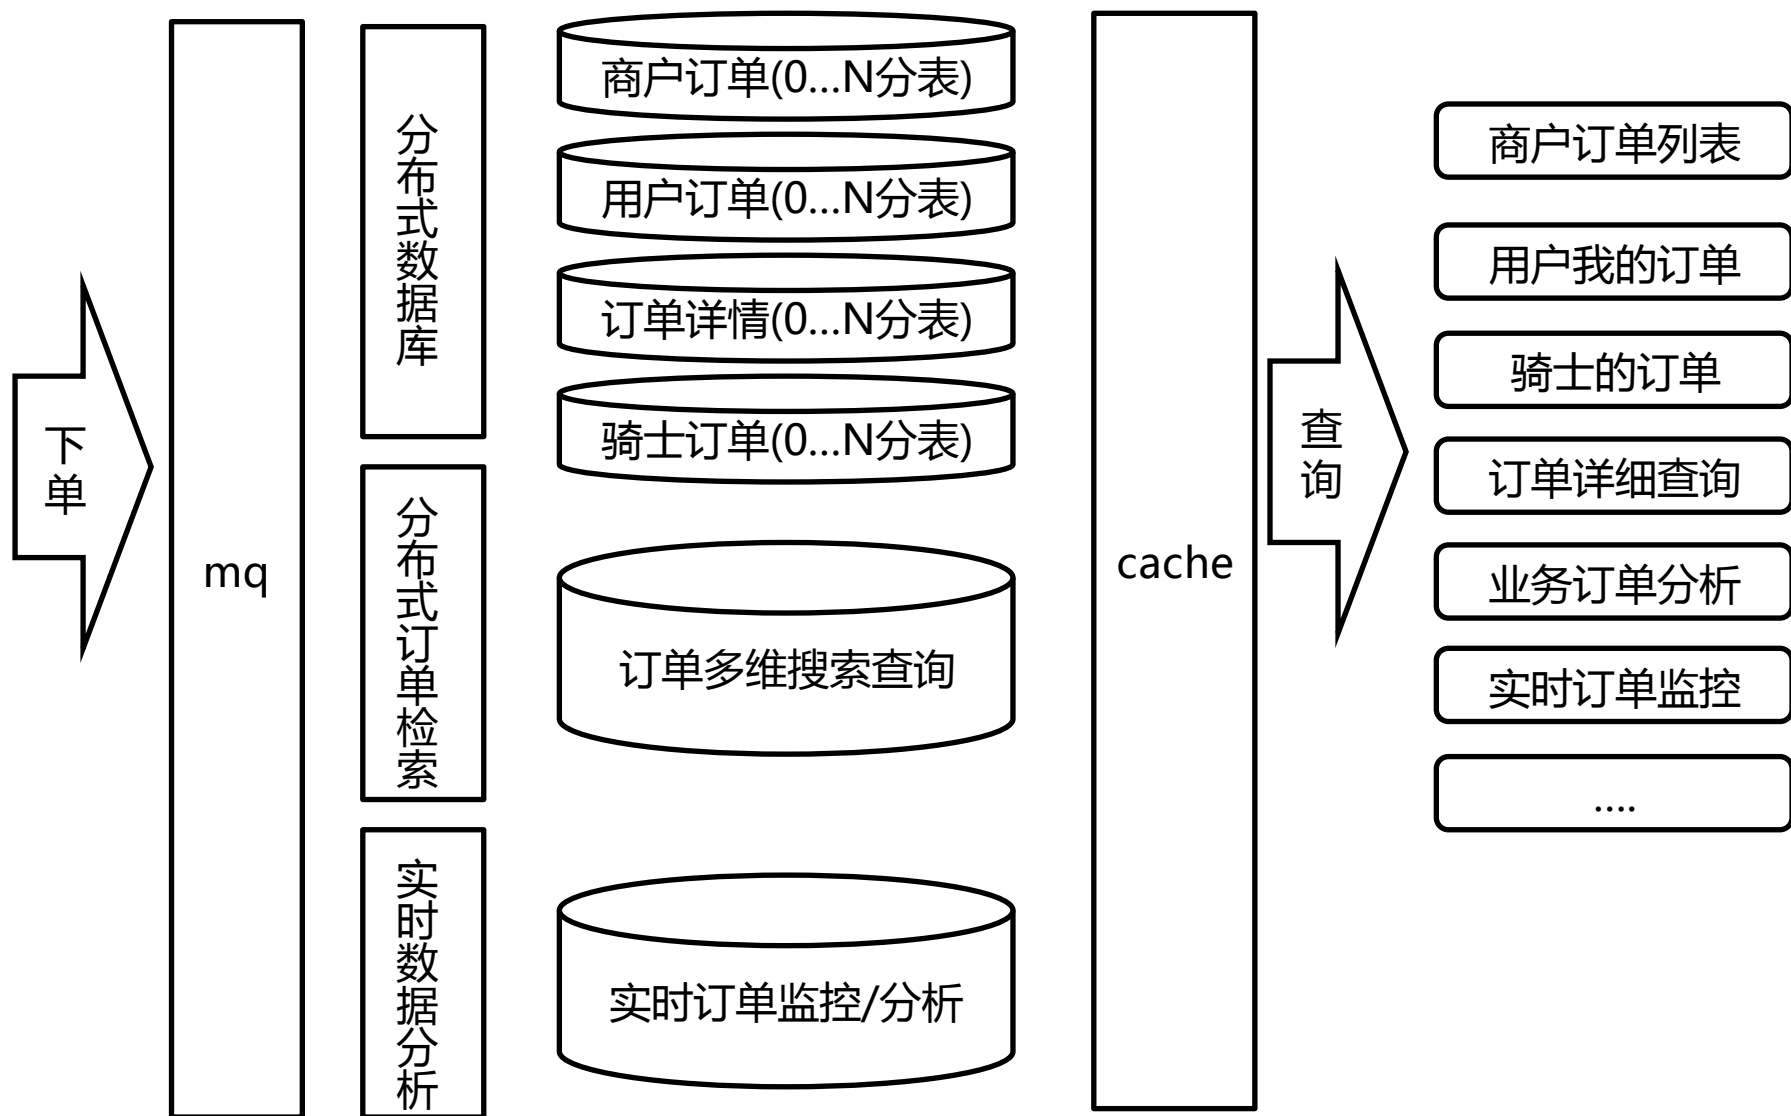 下单
mq
分布式数据库
分布式订单检索
实时数据分析
商户订单(0...N分表)
用户订单(0...N分表)
订单详情(0...N分表)
骑士订单(0...N分表)
订单多维搜索查询
实时订单监控/分析
cache
查询
商户订单列表
用户我的订单
骑士的订单
订单详细查询
业务订单分析
实时订单监控
....